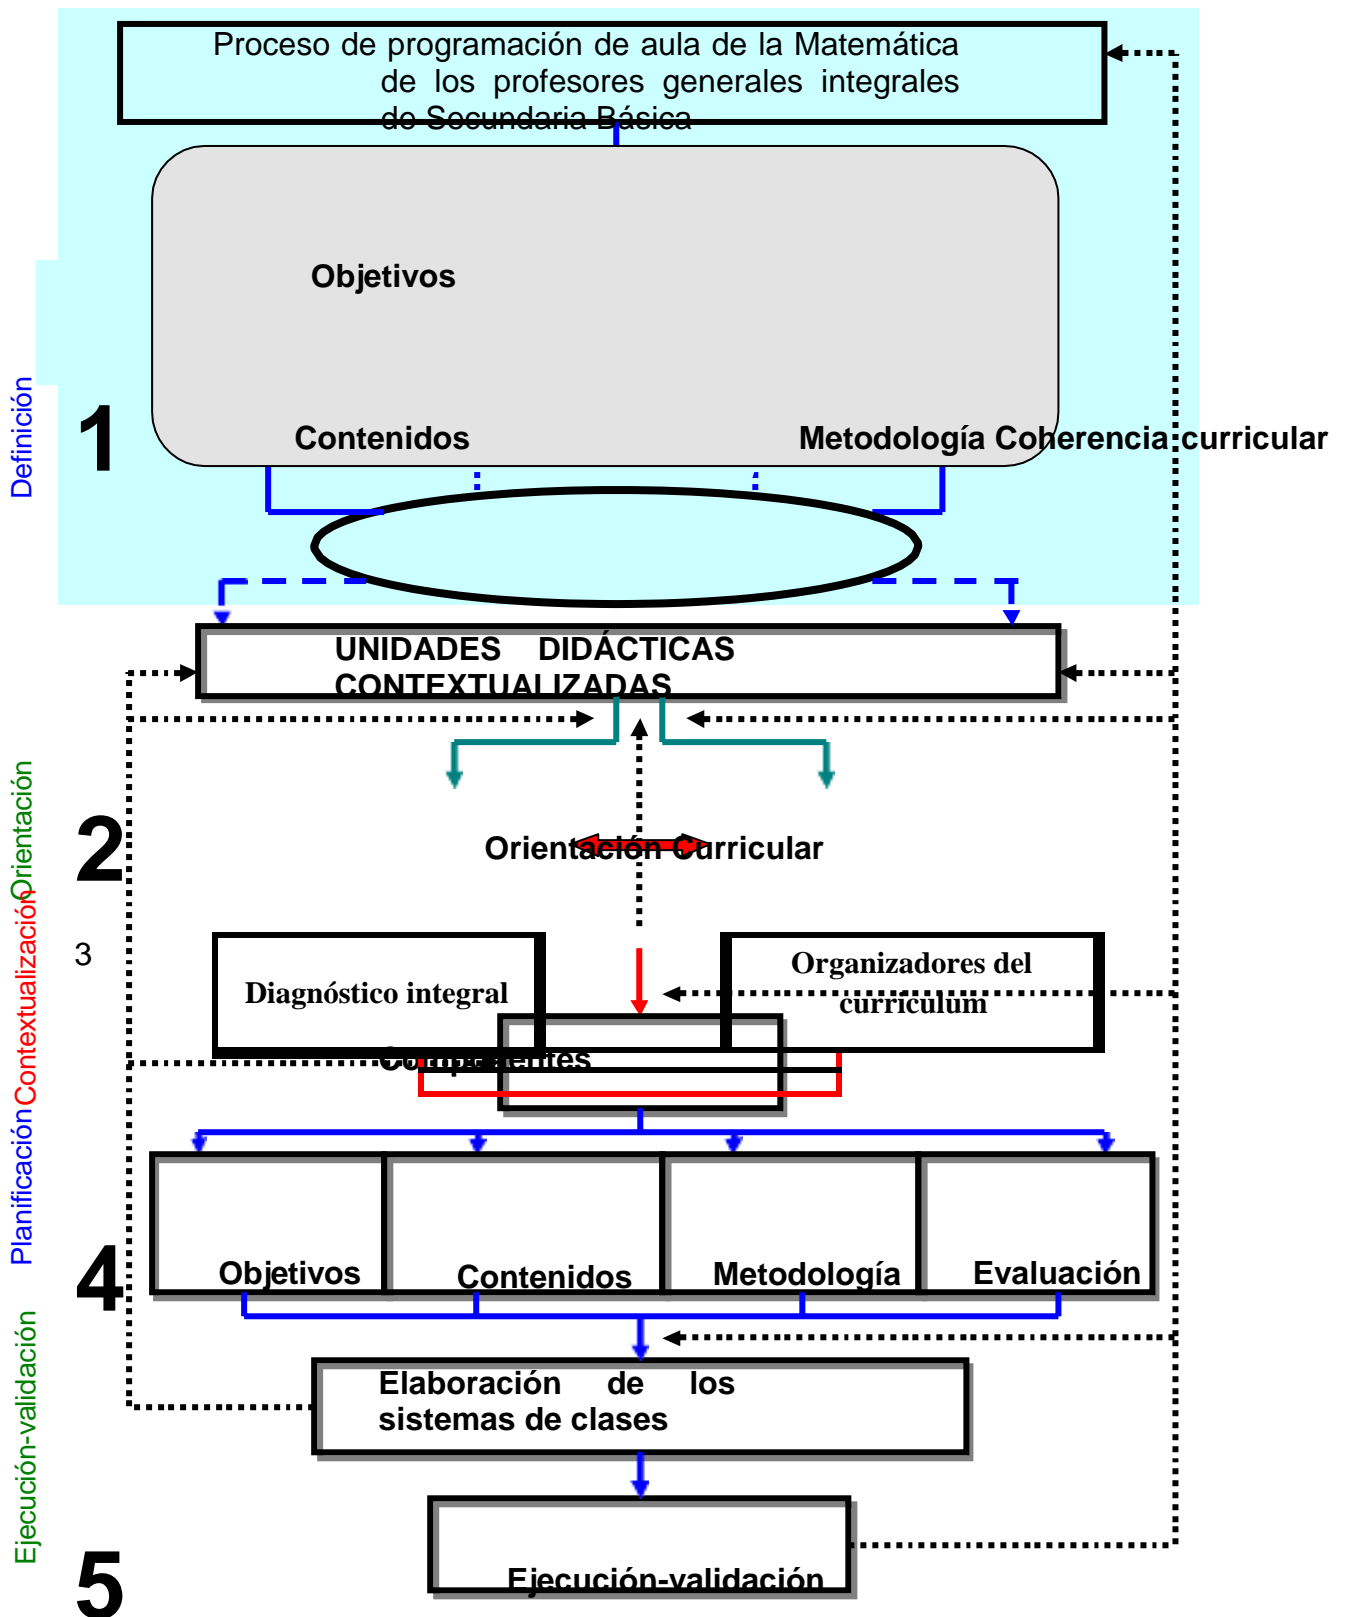 Proceso de programación de aula de la Matemática
de los profesores generales integrales
de Secundaria Básica
Objetivos
Definición
1
Contenidos
Metodología Coherencia curricular
UNIDADES DIDÁCTICAS
CONTEXTUALIZADAS
Orientación
2
Orientación Curricular
Contextualización
3
Diagnóstico integral
Organizadores del
curriculum
Componentes
Planificación
4
Objetivos
Contenidos
Metodología
Evaluación
Elaboración de los
sistemas de clases
Ejecución-validación
5
Ejecución-validación